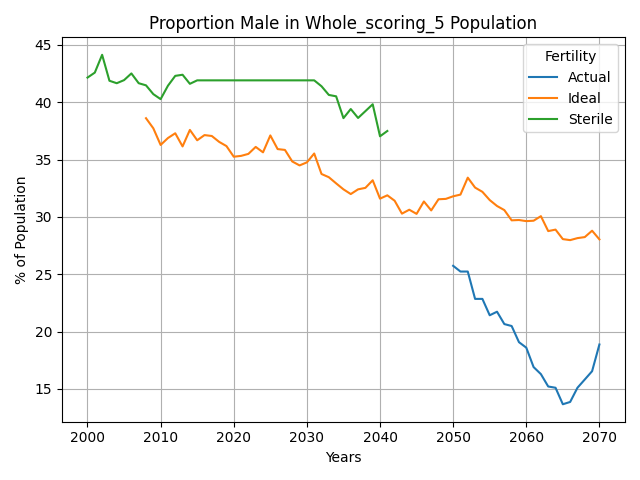 Proportion Male in Whole_scoring_5 Population
45
40
35
30
25
20
15
% of Population
Fertility
Actual
Ideal
Sterile
2000 2010 2020 2030 2040 2050 2060 2070
Years